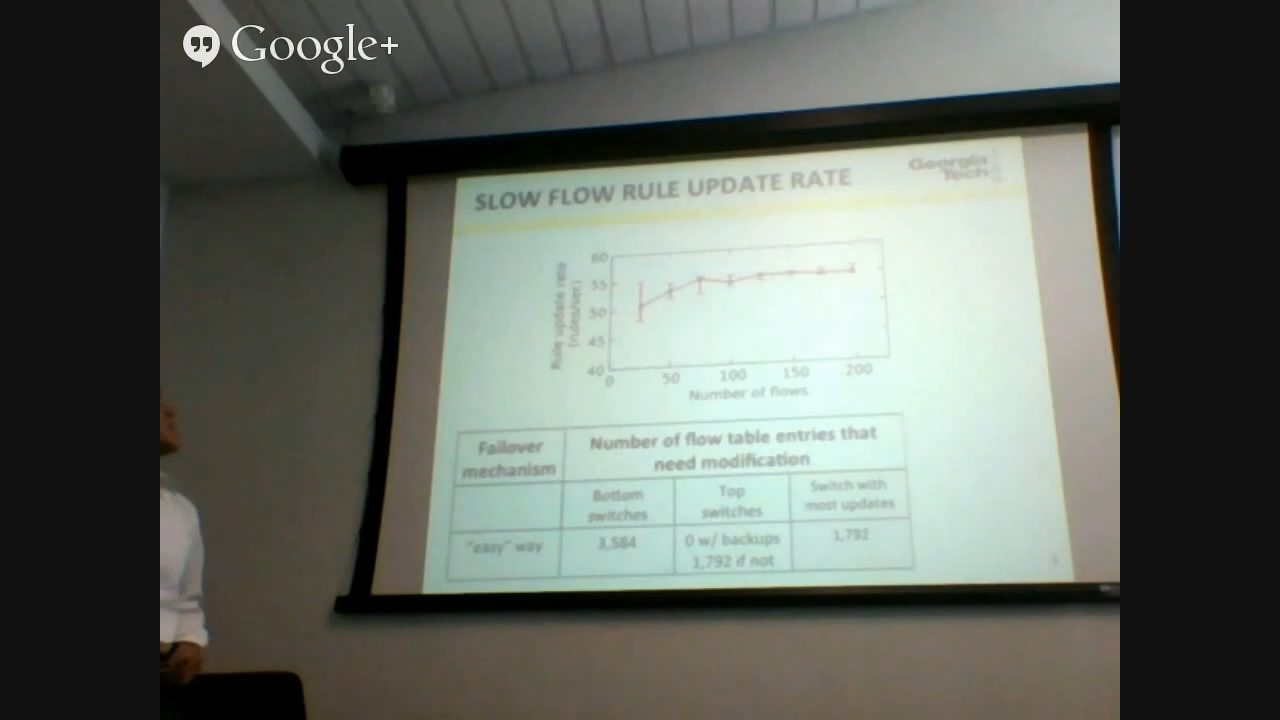 Google+
SLOW FLOW RULE UPDATE RATE
Georgia
Tech
60
55
50
45
40
Rule update rate
(rules/sec)
0 50 100 150 200
Number of flows
Failover
mechanism
Number of flow table entries that
need modification
Bottom
switches
Top
switches
Switch with
most updates
"easy" way
3,584
0 w/ backups
1,792 if not
1,792